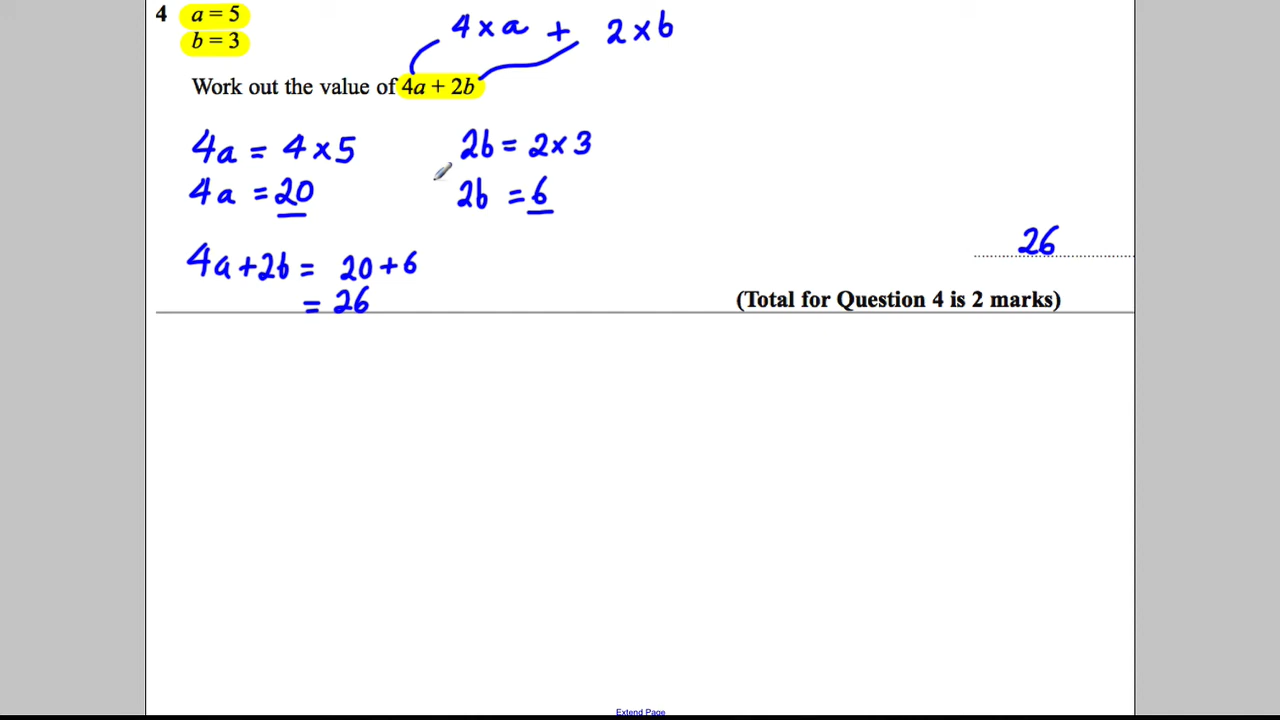 4 a = 5
b = 3
4 × a + 2 × b
Work out the value of 4a + 2b
4a = 4 × 5
2b = 2 × 3
4a = 20
2b = 6
26
4a + 2b = 20 + 6
= 26
(Total for Question 4 is 2 marks)
Extend Page